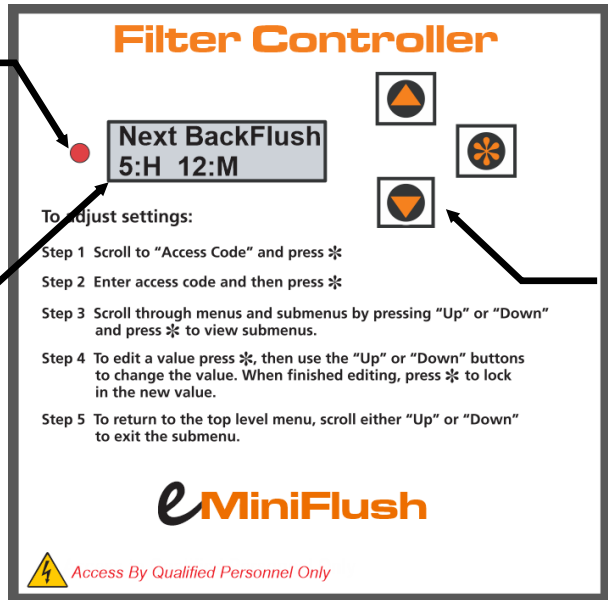 Filter Controller
Next BackFlush
5:H 12:M
To adjust settings:
Step 1 Scroll to “Access Code” and press ✻
Step 2 Enter access code and then press ✻
Step 3 Scroll through menus and submenus by pressing “Up” or “Down”
and press ✻ to view submenus.
Step 4 To edit a value press ✻, then use the “Up” or “Down” buttons
to change the value. When finished editing, press ✻ to lock
in the new value.
Step 5 To return to the top level menu, scroll either “Up” or “Down”
to exit the submenu.
eMiniFlush
Access By Qualified Personnel Only